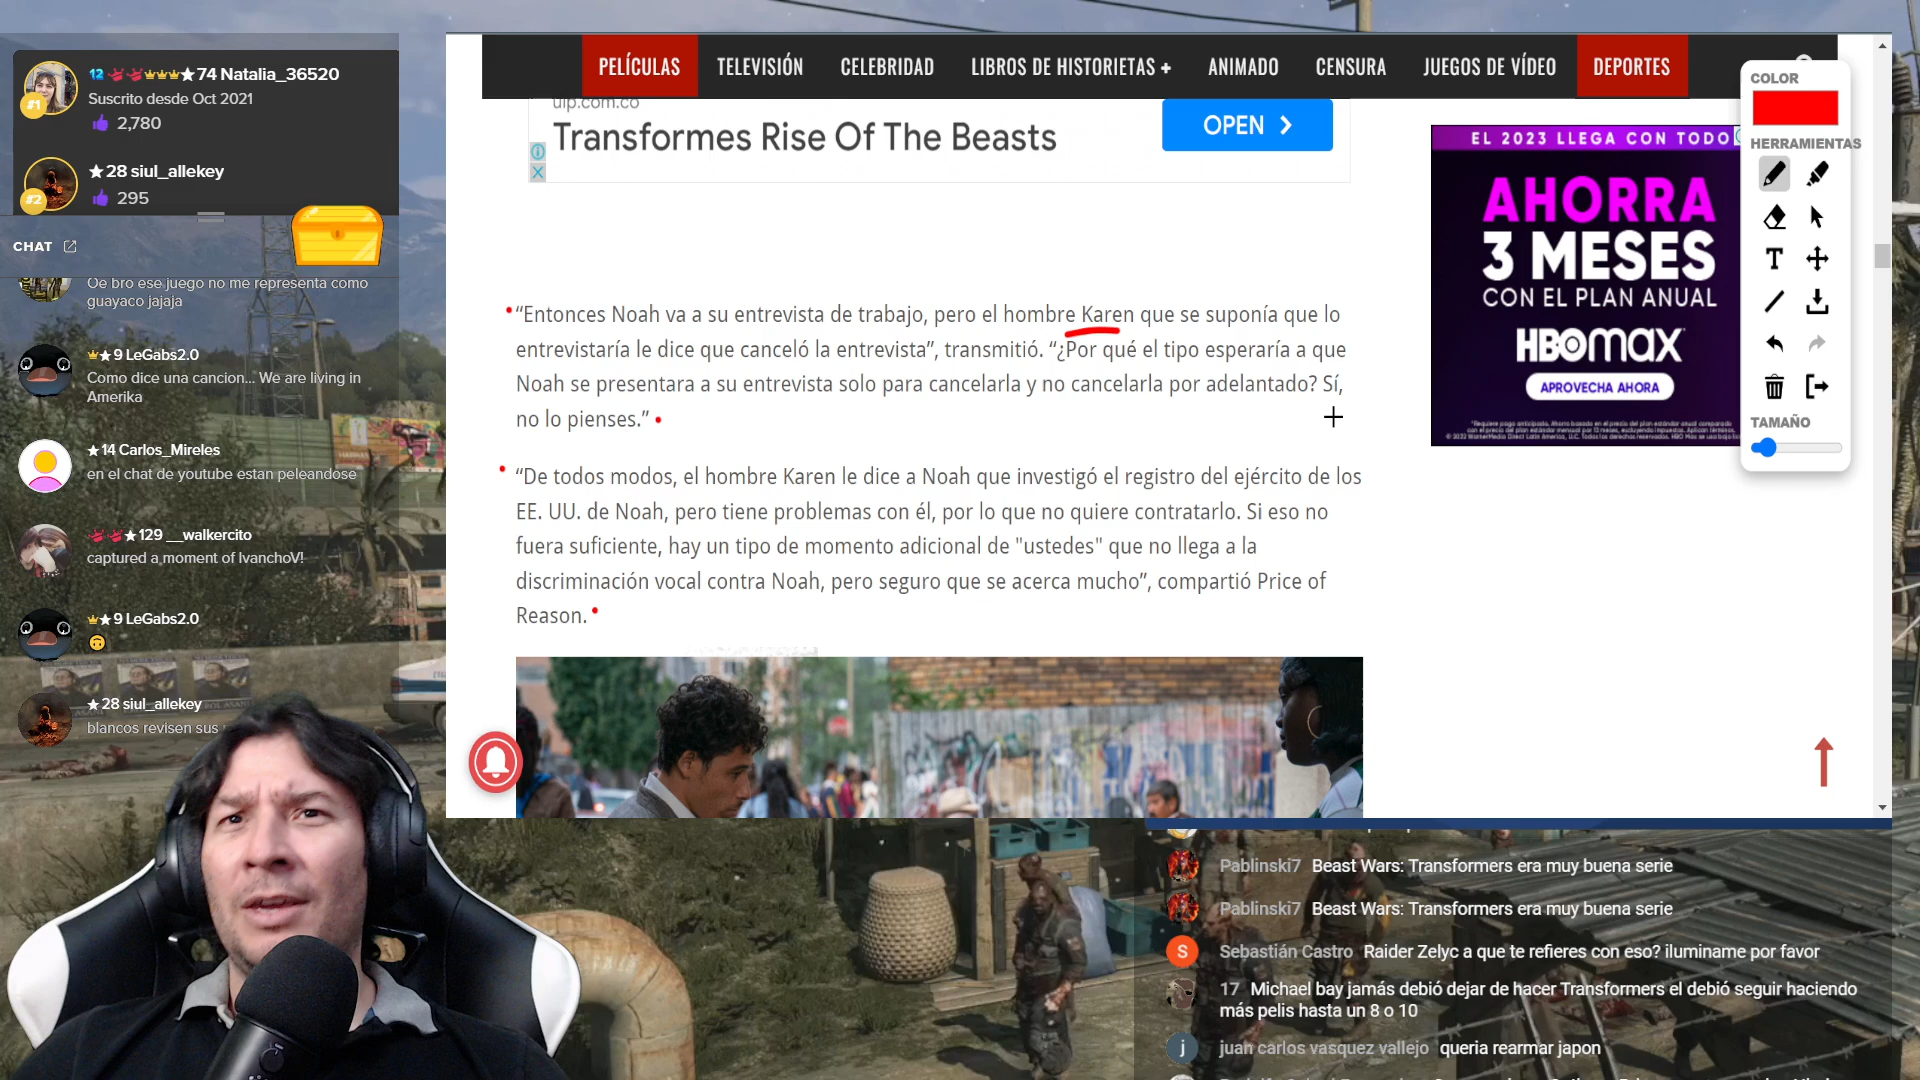 12 74 Natalia_36520
#1
Suscrito desde Oct 2021
2,780
28 siul_allekey
#2
295
CHAT
Oe bro ese juego no me representa como
guayaco jajaja
9 LeGabs2.0
Como dice una cancion... We are living in
Amerika
14 Carlos_Mireles
en el chat de youtube estan peleandose
129 __walkercito
captured a moment of IvanchoV!
9 LeGabs2.0
28 siul_allekey
blancos revisen sus
PELÍCULAS TELEVISIÓN CELEBRIDAD LIBROS DE HISTORIETAS + ANIMADO CENSURA JUEGOS DE VÍDEO DEPORTES
uip.com.co
Transformes Rise Of The Beasts
OPEN
“Entonces Noah va a su entrevista de trabajo, pero el hombre Karen que se suponía que lo
entrevistaría le dice que canceló la entrevista”, transmitió. “¿Por qué el tipo esperaría a que
Noah se presentara a su entrevista solo para cancelarla y no cancelarla por adelantado? Sí,
no lo pienses.”
“De todos modos, el hombre Karen le dice a Noah que investigó el registro del ejército de los
EE. UU. de Noah, pero tiene problemas con él, por lo que no quiere contratarlo. Si eso no
fuera suficiente, hay un tipo de momento adicional de "ustedes" que no llega a la
discriminación vocal contra Noah, pero seguro que se acerca mucho”, compartió Price of
Reason.
EL 2023 LLEGA CON TODO
AHORRA
3 MESES
CON EL PLAN ANUAL
HBOMAX
APROVECHA AHORA
COLOR
HERRAMIENTAS
T
TAMAÑO
Pablinski7 Beast Wars: Transformers era muy buena serie
Pablinski7 Beast Wars: Transformers era muy buena serie
S Sebastián Castro Raider Zelyc a que te refieres con eso? iluminame por favor
17 Michael bay jamás debió dejar de hacer Transformers el debió seguir haciendo
más pelis hasta un 8 o 10
j juan carlos vasquez vallejo queria rearmar japon